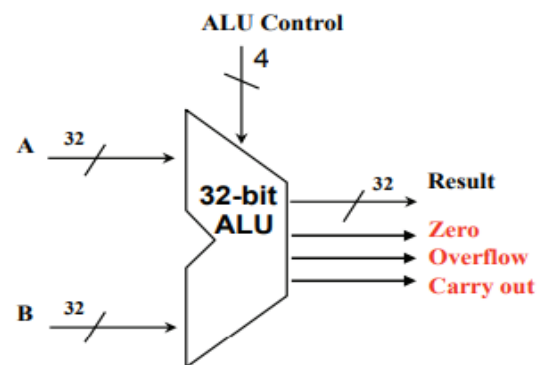 ALU Control
4
A
32
32-bit
ALU
32
Result
Zero
Overflow
Carry out
B
32